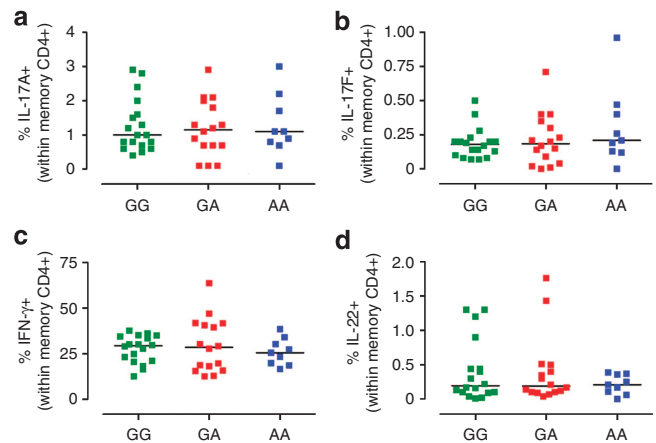 a
% IL-17A+
(within memory CD4+)
4
3
2
1
0
GG GA AA
b
% IL-17F+
(within memory CD4+)
1.00
0.75
0.50
0.25
0
GG GA AA
c
% IFN-γ+
(within memory CD4+)
75
50
25
0
GG GA AA
d
% IL-22+
(within memory CD4+)
2.0
1.5
1.0
0.5
0
GG GA AA